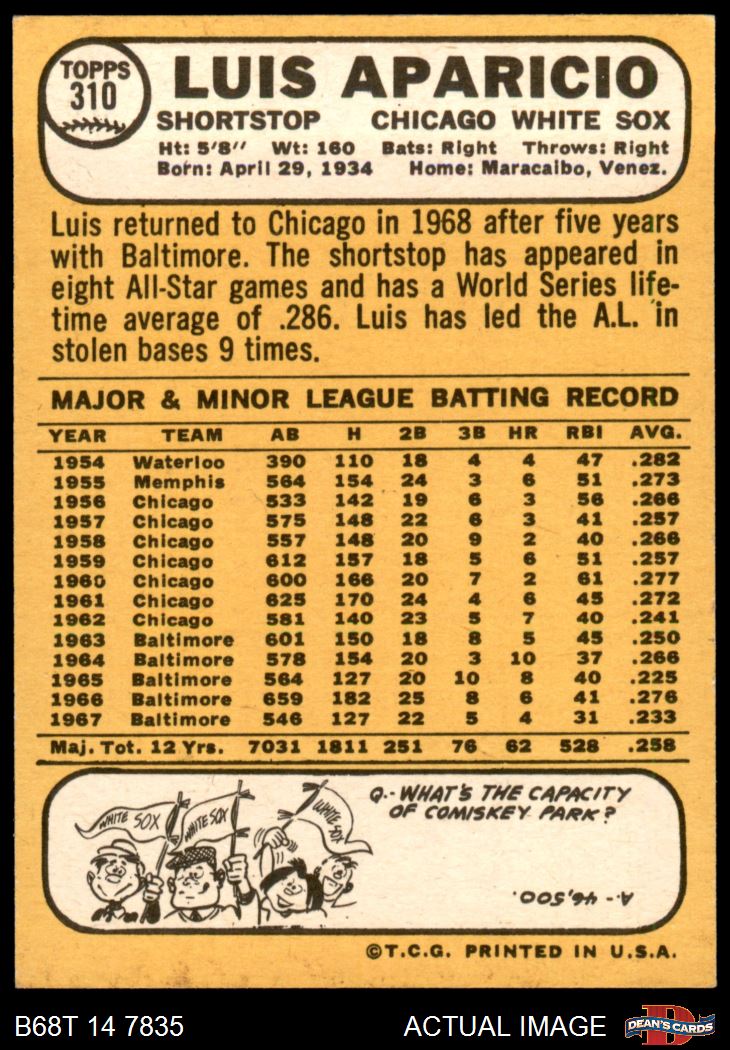 TOPPS
310
LUIS APARICIO
SHORTSTOP CHICAGO WHITE SOX
Ht: 5'8" Wt: 160 Bats: Right Throws: Right
Born: April 29, 1934 Home: Maracaibo, Venez.
Luis returned to Chicago in 1968 after five years
with Baltimore. The shortstop has appeared in
eight All-Star games and has a World Series life-
time average of .286. Luis has led the A.L. in
stolen bases 9 times.
MAJOR & MINOR LEAGUE BATTING RECORD
YEAR TEAM AB H 2B 3B HR RBI AVG.
1954 Waterloo 390 110 18 4 4 47 .282
1955 Memphis 564 154 24 3 6 51 .273
1956 Chicago 533 142 19 6 3 56 .266
1957 Chicago 575 148 22 6 3 41 .257
1958 Chicago 557 148 20 9 2 40 .266
1959 Chicago 612 157 18 5 6 51 .257
1960 Chicago 600 166 20 7 2 61 .277
1961 Chicago 625 170 24 4 6 45 .272
1962 Chicago 581 140 23 5 7 40 .241
1963 Baltimore 601 150 18 8 5 45 .250
1964 Baltimore 578 154 20 3 10 37 .266
1965 Baltimore 564 127 20 10 8 40 .225
1966 Baltimore 659 182 25 8 6 41 .276
1967 Baltimore 546 127 22 5 4 31 .233
Maj. Tot. 12 Yrs. 7031 1811 251 76 62 528 .258
WHITE SOX
WHITE SOX
WHITE SOX
Q.- WHAT'S THE CAPACITY
OF COMISKEY PARK?
A- 46,500.
©T.C.G. PRINTED IN U.S.A.
B68T 14 7835 ACTUAL IMAGE
DEAN'S CARDS